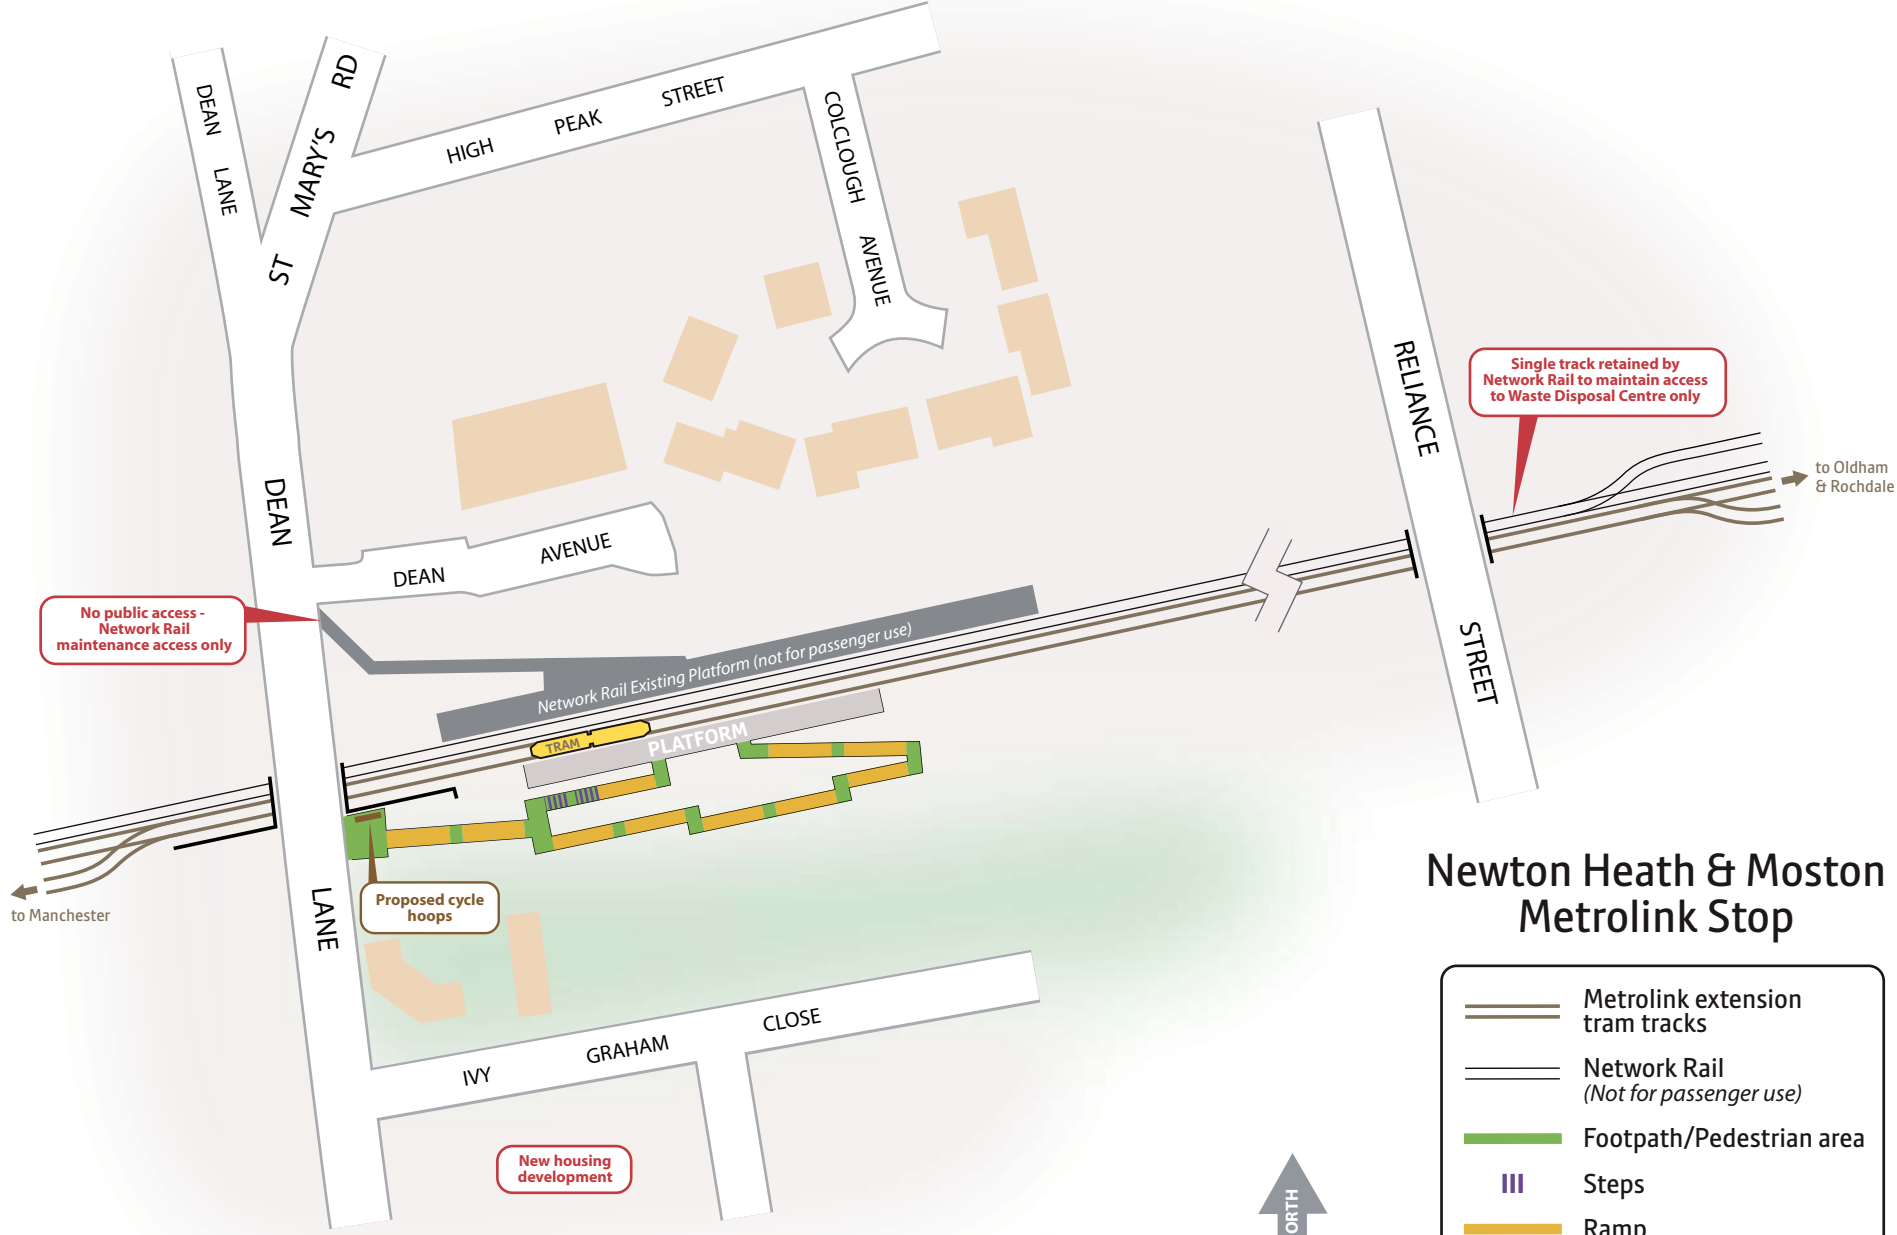 DEAN
LANE
ST
MARY'S
RD
HIGH
PEAK
STREET
COLCLOUGH
AVENUE
RELIANCE
STREET
Single track retained by
Network Rail to maintain access
to Waste Disposal Centre only
to Oldham
& Rochdale
DEAN
LANE
DEAN
AVENUE
No public access -
Network Rail
maintenance access only
Network Rail Existing Platform (not for passenger use)
TRAM
PLATFORM
to Manchester
Proposed cycle
hoops
IVY
GRAHAM
CLOSE
New housing
development
Newton Heath & Moston
Metrolink Stop
Metrolink extension
tram tracks
Network Rail
(Not for passenger use)
Footpath/Pedestrian area
Steps
Ramp
ORTH